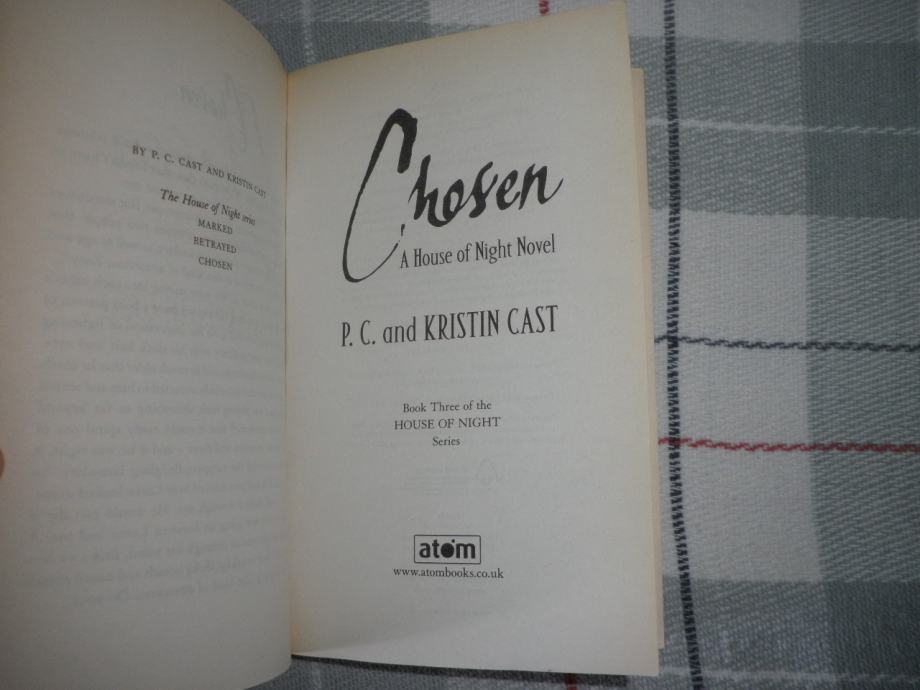 BY P. C. CAST AND KRISTIN CAST
The House of Night series
MARKED
BETRAYED
CHOSEN
Chosen
A House of Night Novel
P. C. and KRISTIN CAST
Book Three of the
HOUSE OF NIGHT
Series
atom
www.atombooks.co.uk